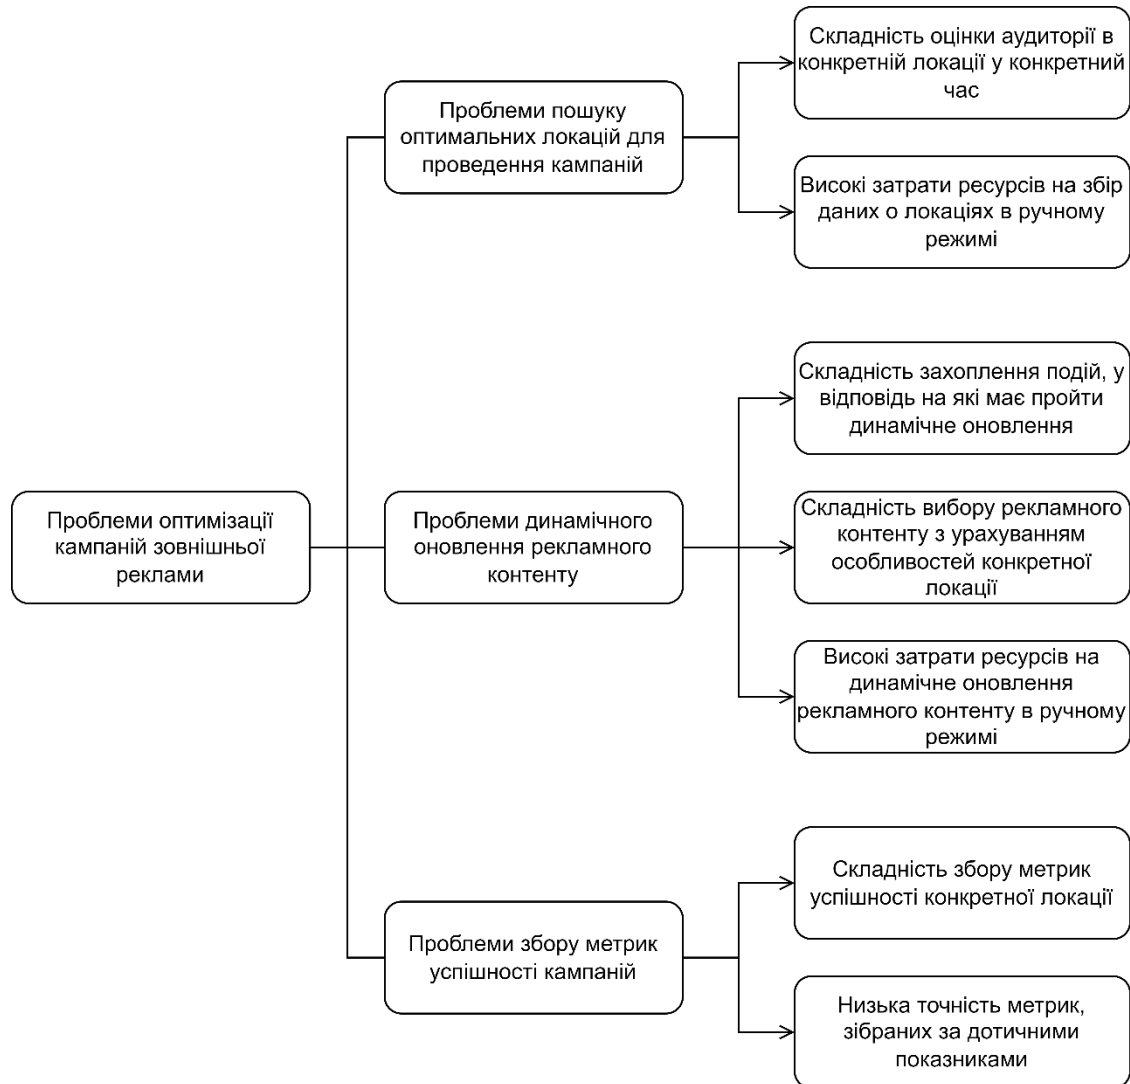 Складність оцінки аудиторії в
конкретній локації у конкретний
час
Проблеми пошуку
оптимальних локацій для
проведення кампаній
Високі затрати ресурсів на збір
даних о локаціях в ручному
режимі
Складність захоплення подій, у
відповідь на які має пройти
динамічне оновлення
Проблеми оптимізації
кампаній зовнішньої
реклами
Проблеми динамічного
оновлення рекламного
контенту
Складність вибору рекламного
контенту з урахуванням
особливостей конкретної
локації
Високі затрати ресурсів на
динамічне оновлення
рекламного контенту в ручному
режимі
Складність збору метрик
успішності конкретної локації
Проблеми збору метрик
успішності кампаній
Низька точність метрик,
зібраних за дотичними
показниками